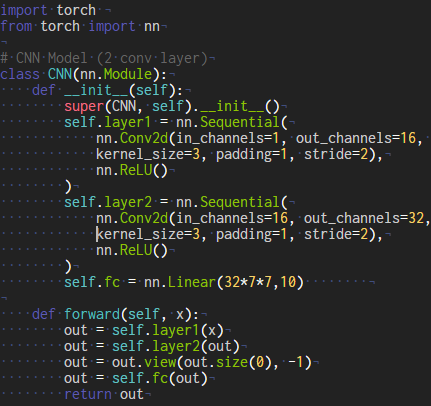 import torch
from torch import nn
# CNN Model (2 conv layer)
class CNN(nn.Module):
    def __init__(self):
        super(CNN, self).__init__()
        self.layer1 = nn.Sequential(
            nn.Conv2d(in_channels=1, out_channels=16,
            kernel_size=3, padding=1, stride=2),
            nn.ReLU()
        )
        self.layer2 = nn.Sequential(
            nn.Conv2d(in_channels=16, out_channels=32,
            kernel_size=3, padding=1, stride=2),
            nn.ReLU()
        )
        self.fc = nn.Linear(32*7*7,10)
    def forward(self, x):
        out = self.layer1(x)
        out = self.layer2(out)
        out = out.view(out.size(0), -1)
        out = self.fc(out)
        return out